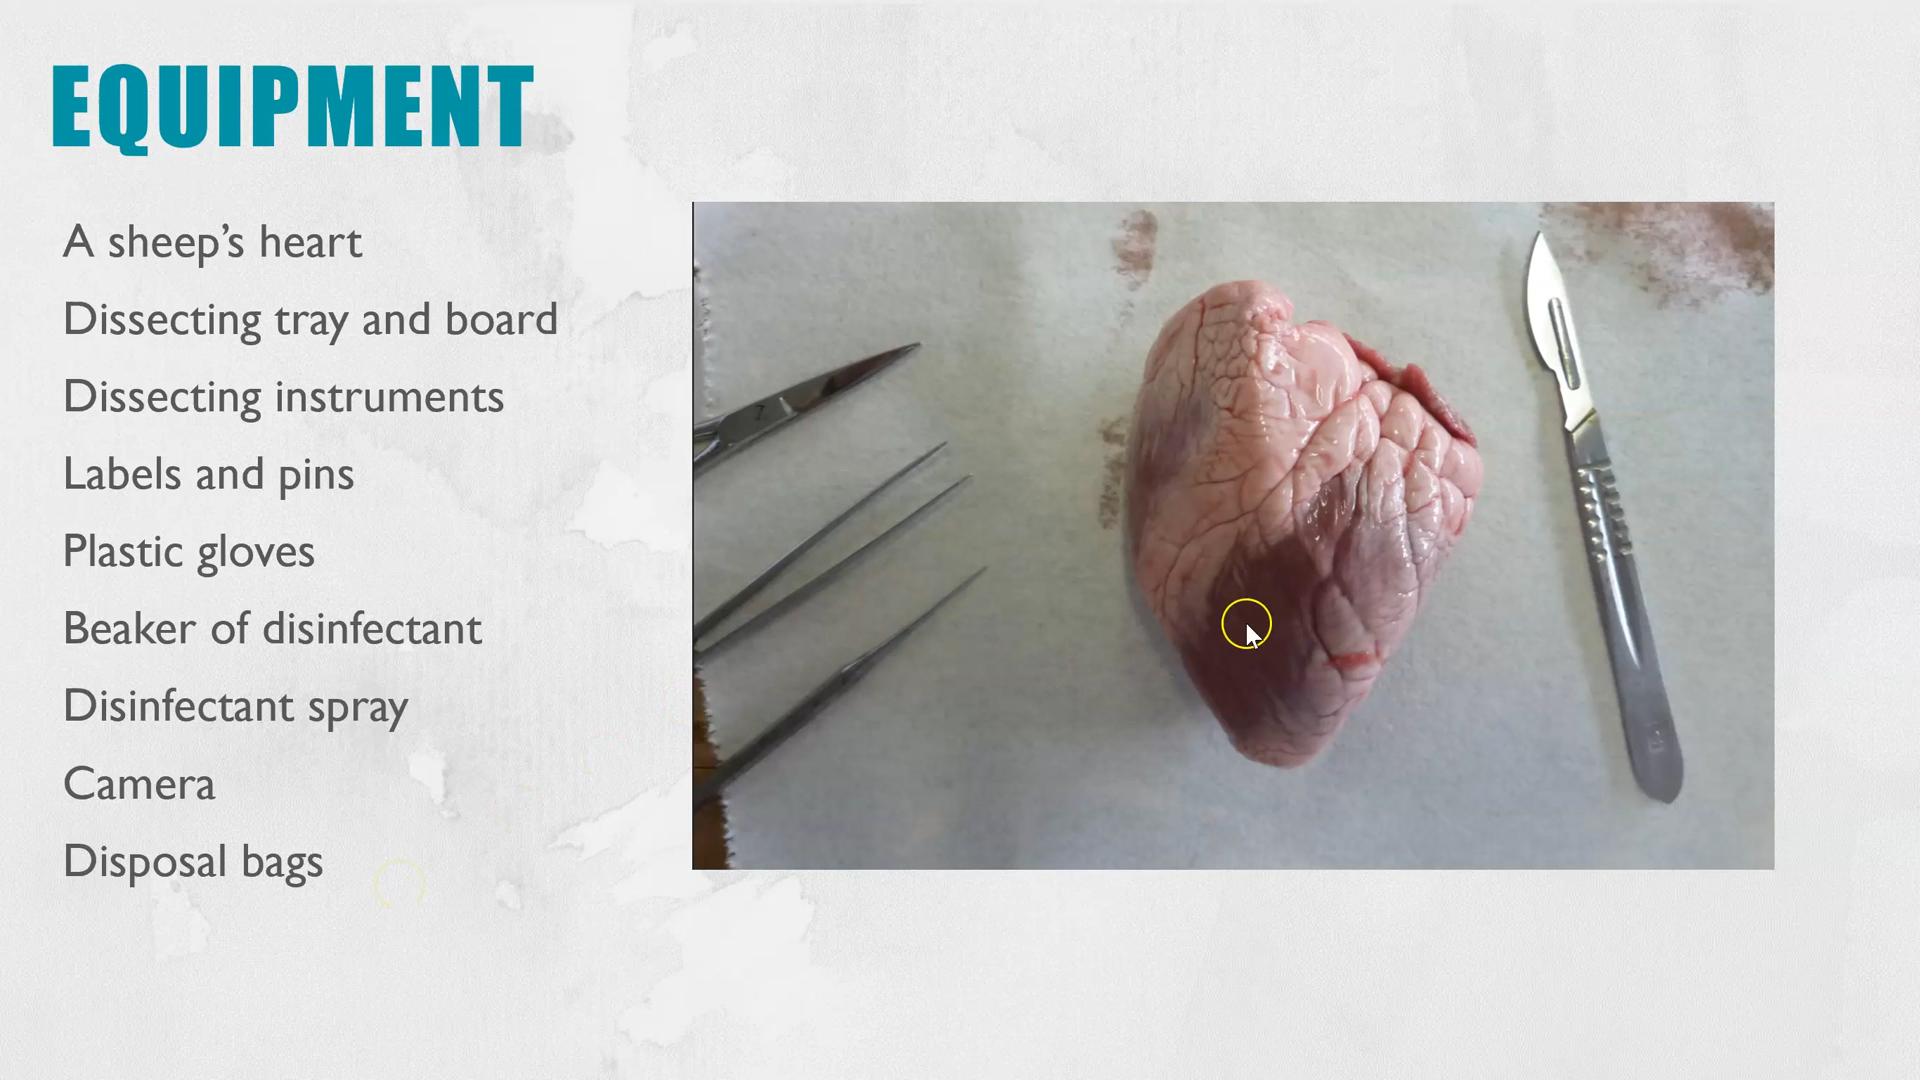 EQUIPMENT
A sheep’s heart
Dissecting tray and board
Dissecting instruments
Labels and pins
Plastic gloves
Beaker of disinfectant
Disinfectant spray
Camera
Disposal bags